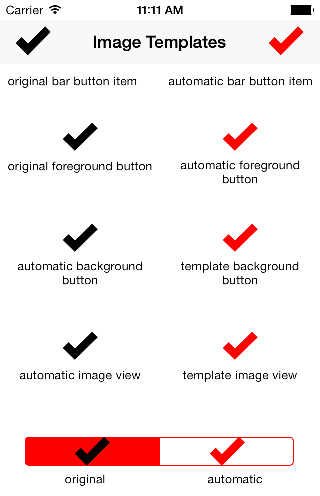 Carrier 11:11 AM
Image Templates
original bar button item automatic bar button item
original foreground button automatic foreground
button
automatic background template background
button button
automatic image view template image view
original automatic